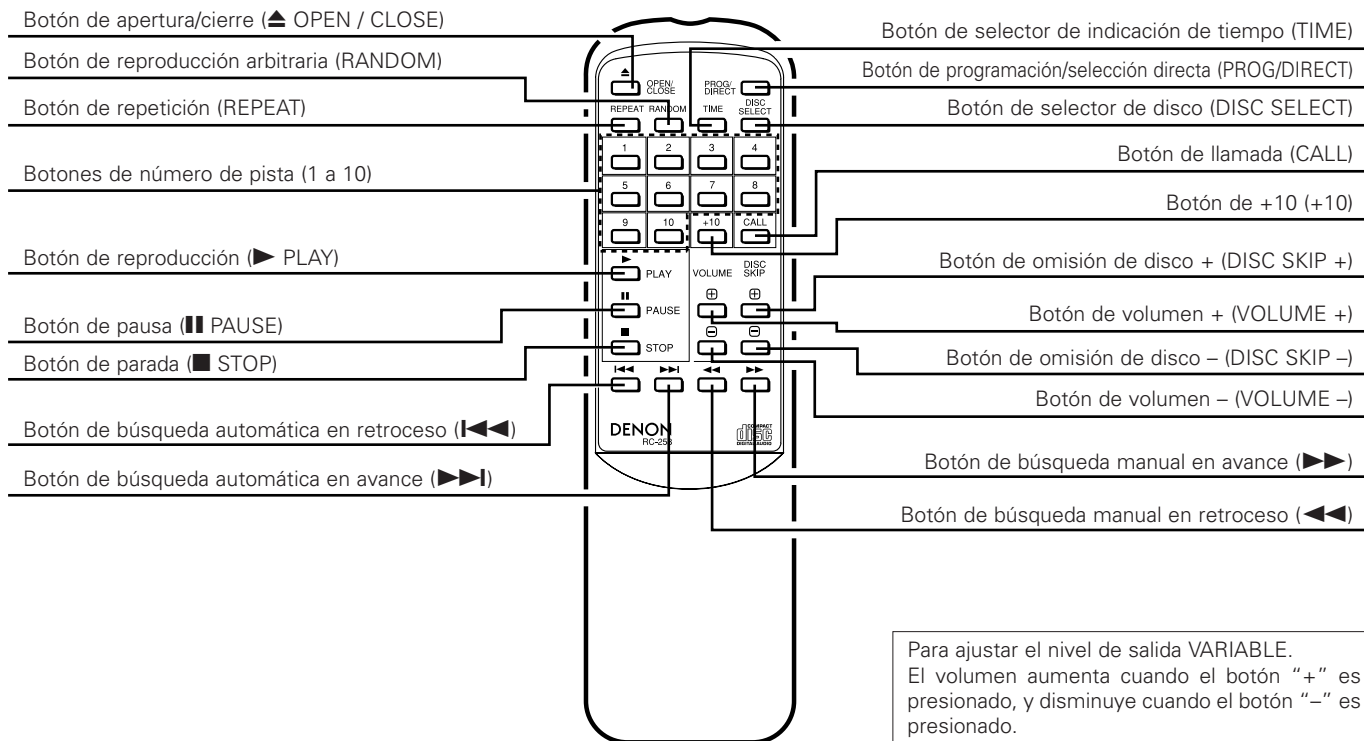 Botón de apertura/cierre (⏏ OPEN / CLOSE)
Botón de reproducción arbitraria (RANDOM)
Botón de repetición (REPEAT)
Botones de número de pista (1 a 10)
Botón de reproducción (▶ PLAY)
Botón de pausa (❚❚ PAUSE)
Botón de parada (■ STOP)
Botón de búsqueda automática en retroceso (I◀◀)
Botón de búsqueda automática en avance (▶▶I)
OPEN/
CLOSE
PROG/
DIRECT
REPEAT RANDOM TIME DISC
SELECT
1 2 3 4
5 6 7 8
9 10 +10 CALL
▶ PLAY
VOLUME
DISC
SKIP
❚❚ PAUSE
⊕ ⊕
■ STOP
⊖ ⊖
I◀◀ ▶▶I ◀◀ ▶▶
DENON
RC-253
COMPACT
disc
DIGITAL AUDIO
Botón de selector de indicación de tiempo (TIME)
Botón de programación/selección directa (PROG/DIRECT)
Botón de selector de disco (DISC SELECT)
Botón de llamada (CALL)
Botón de +10 (+10)
Botón de omisión de disco + (DISC SKIP +)
Botón de volumen + (VOLUME +)
Botón de omisión de disco – (DISC SKIP –)
Botón de volumen – (VOLUME –)
Botón de búsqueda manual en avance (▶▶)
Botón de búsqueda manual en retroceso (◀◀)
Para ajustar el nivel de salida VARIABLE.
El volumen aumenta cuando el botón "+" es
presionado, y disminuye cuando el botón "–" es
presionado.